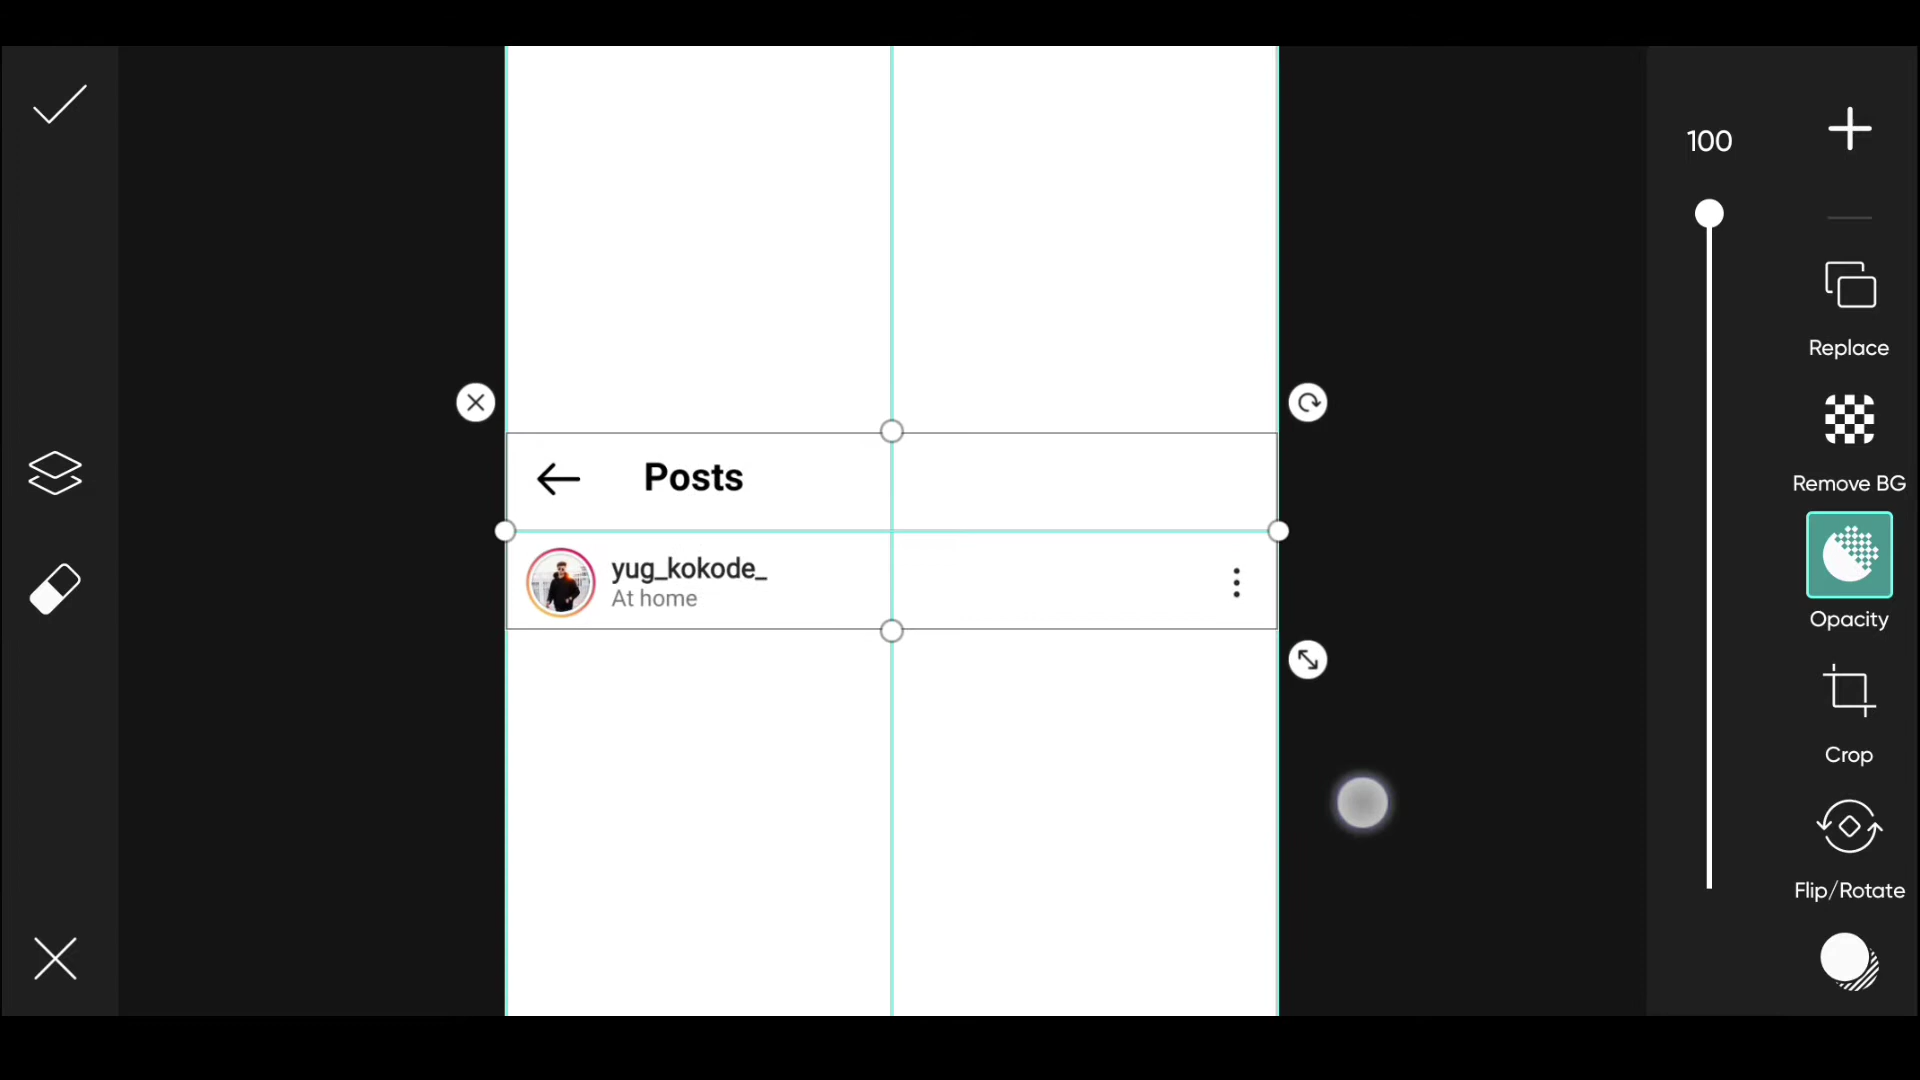 100
Replace
Remove BG
Opacity
Crop
Flip/Rotate
Posts
yug_kokode_
At home